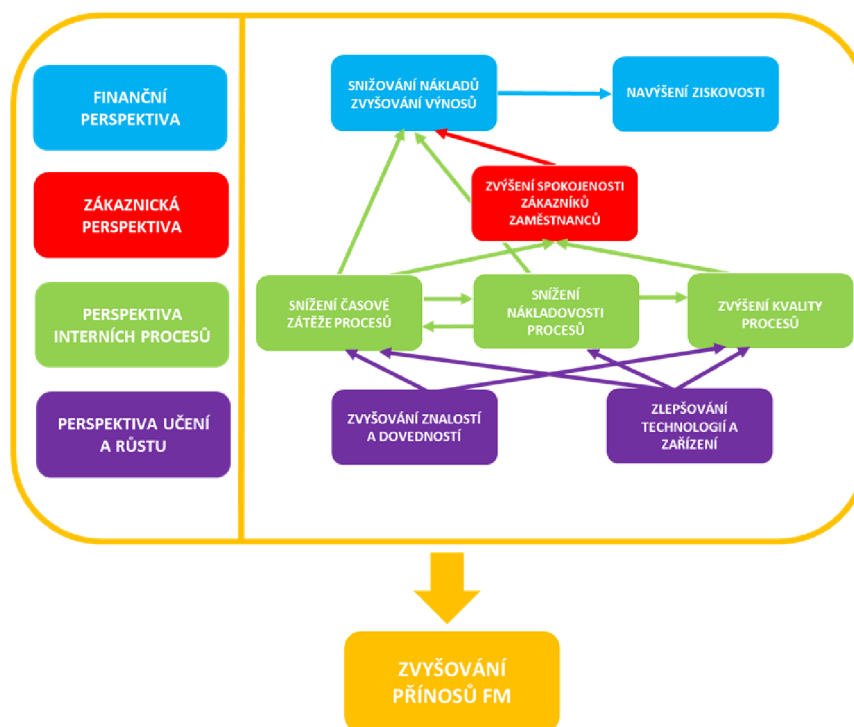 FINANČNÍ
PERSPEKTIVA
SNIŽOVÁNÍ NÁKLADŮ
ZVYŠOVÁNÍ VÝNOSŮ
NAVÝŠENÍ ZISKOVOSTI
ZÁKAZNICKÁ
PERSPEKTIVA
ZVÝŠENÍ SPOKOJENOSTI
ZÁKAZNÍKŮ
ZAMĚSTNANCŮ
PERSPEKTIVA
INTERNÍCH PROCESŮ
SNÍŽENÍ ČASOVÉ
ZÁTĚŽE PROCESŮ
SNÍŽENÍ
NÁKLADOVOSTI
PROCESŮ
ZVÝŠENÍ KVALITY
PROCESŮ
PERSPEKTIVA UČENÍ
A RŮSTU
ZVYŠOVÁNÍ ZNALOSTÍ
A DOVEDNOSTÍ
ZLEPŠOVÁNÍ
TECHNOLOGIÍ A
ZAŘÍZENÍ
ZVYŠOVÁNÍ
PŘÍNOSŮ FM